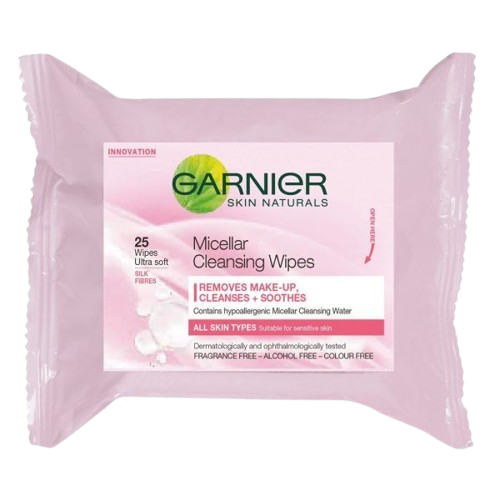 INNOVATION
GARNIER
SKIN NATURALS
25
Wipes
Ultra soft
SILK
FIBRES
Micellar
Cleansing Wipes
OPEN HERE
REMOVES MAKE-UP,
CLEANSES + SOOTHES
Contains hypoallergenic Micellar Cleansing Water
ALL SKIN TYPES Suitable for sensitive skin
Dermatologically and ophthalmologically tested
FRAGRANCE FREE – ALCOHOL FREE – COLOUR FREE